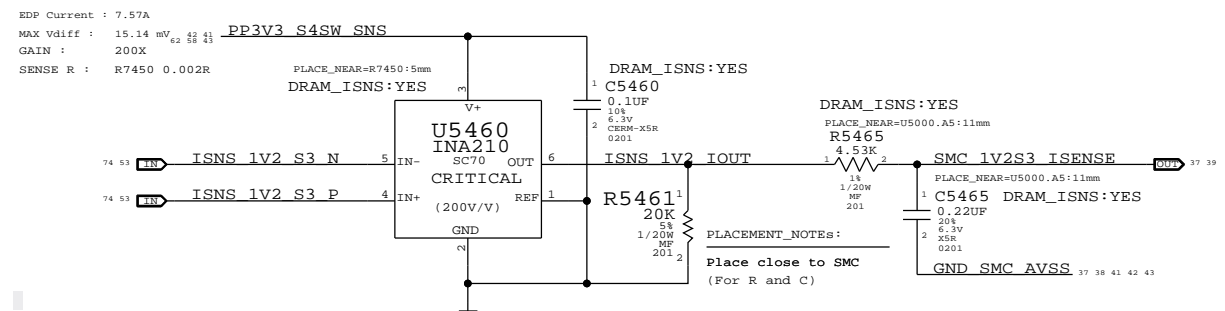 EDP Current : 7.57A
MAX Vdiff : 15.14 mV
GAIN : 200X
SENSE R : R7450 0.002R
42 41
62 58 43
PP3V3_S4SW_SNS
PLACE_NEAR=R7450:5mm
DRAM_ISNS:YES
3
V+
U5460
INA210
SC70
CRITICAL
(200V/V)
GND
2
5 IN-
4 IN+
OUT 6
REF 1
74 53 IN ISNS_1V2_S3_N
74 53 IN ISNS_1V2_S3_P
DRAM_ISNS:YES
1
C5460
0.1UF
10%
6.3V
2
CERM-X5R
0201
ISNS_1V2_IOUT
R5461
1
20K
5%
1/20W
MF
201
2
PLACEMENT_NOTEs:
Place close to SMC
(For R and C)
DRAM_ISNS:YES
PLACE_NEAR=U5000.A5:11mm
R5465
4.53K
1 2
1%
1/20W
MF
201
SMC_1V2S3_ISENSE
OUT 37 39
PLACE_NEAR=U5000.A5:11mm
1
C5465 DRAM_ISNS:YES
0.22UF
20%
6.3V
2
X5R
0201
GND_SMC_AVSS 37 38 41 42 43